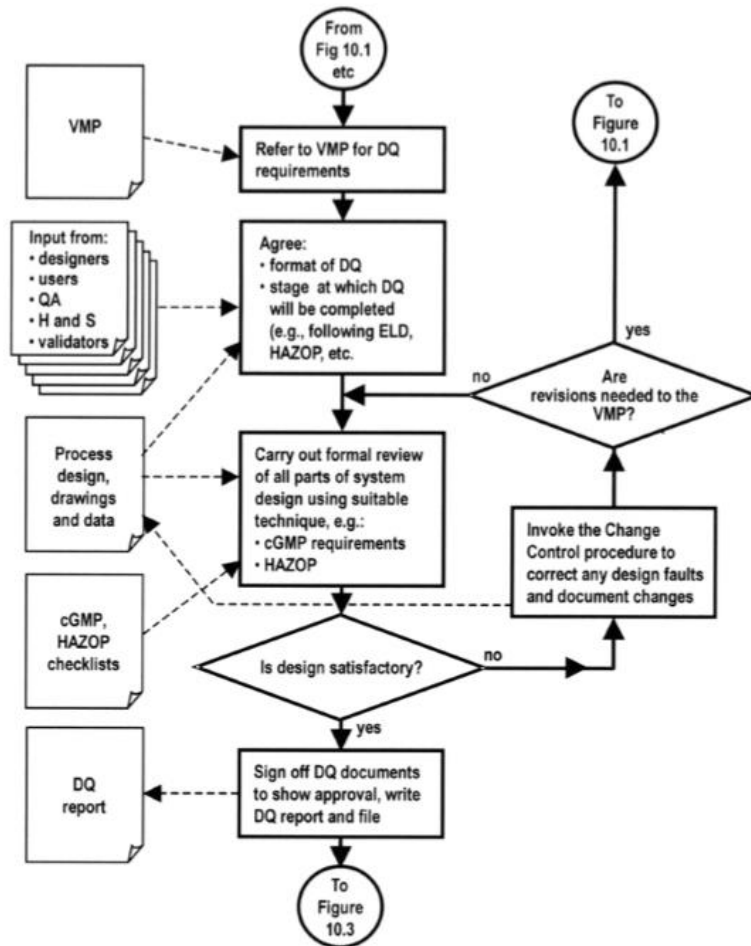 From
Fig 10.1
etc
To
Figure
10.1
VMP
Refer to VMP for DQ
requirements
Input from:
• designers
• users
• QA
• H and S
• validators
Agree:
• format of DQ
• stage at which DQ
will be completed
(e.g., following ELD,
HAZOP, etc.
yes
no
Are
revisions needed to the
VMP?
Process
design,
drawings
and data
Carry out formal review
of all parts of system
design using suitable
technique, e.g.:
• cGMP requirements
• HAZOP
Invoke the Change
Control procedure to
correct any design faults
and document changes
cGMP,
HAZOP
checklists
Is design satisfactory?
no
yes
DQ
report
Sign off DQ documents
to show approval, write
DQ report and file
To
Figure
10.3